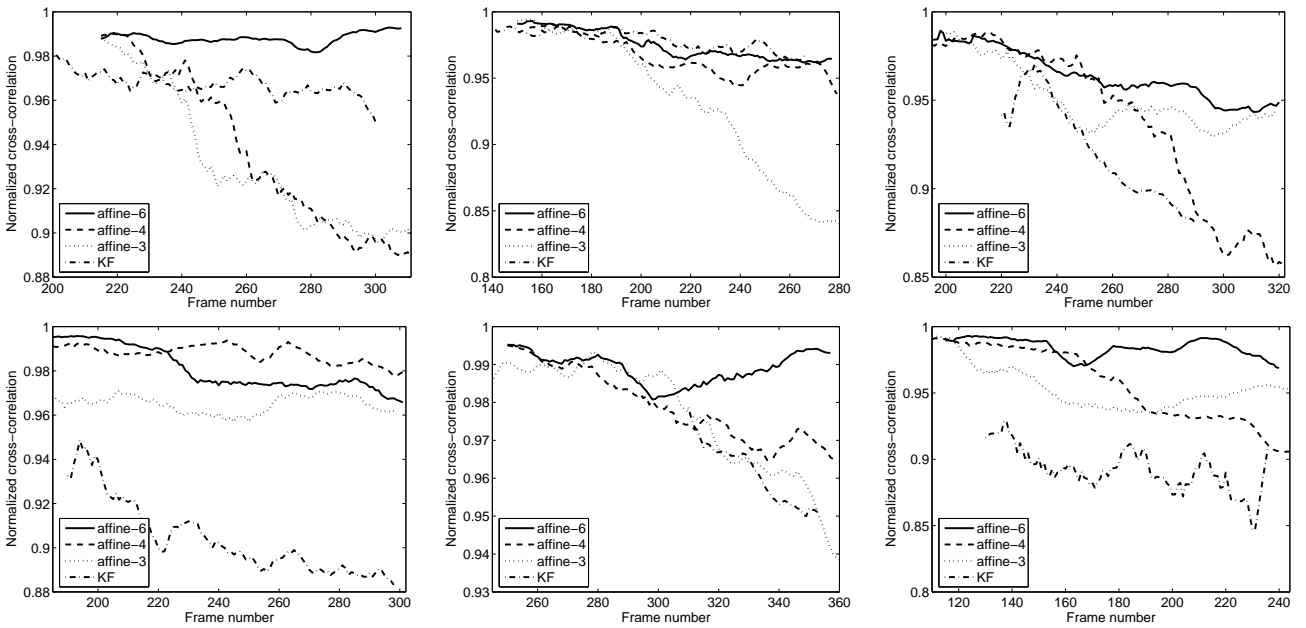 1
0.98
0.96
0.94
0.92
0.9
0.88
200 220 240 260 280 300
Normalized cross−correlation
Frame number
affine−6
affine−4
affine−3
KF
1
0.95
0.9
0.85
0.8
140 160 180 200 220 240 260 280
Normalized cross−correlation
Frame number
affine−6
affine−4
affine−3
KF
1
0.95
0.9
0.85
200 220 240 260 280 300 320
Normalized cross−correlation
Frame number
affine−6
affine−4
affine−3
KF
1
0.98
0.96
0.94
0.92
0.9
0.88
200 220 240 260 280 300
Normalized cross−correlation
Frame number
affine−6
affine−4
affine−3
KF
1
0.99
0.98
0.97
0.96
0.95
0.94
0.93
260 280 300 320 340 360
Normalized cross−correlation
Frame number
affine−6
affine−4
affine−3
KF
1
0.95
0.9
0.85
0.8
120 140 160 180 200 220 240
Normalized cross−correlation
Frame number
affine−6
affine−4
affine−3
KF